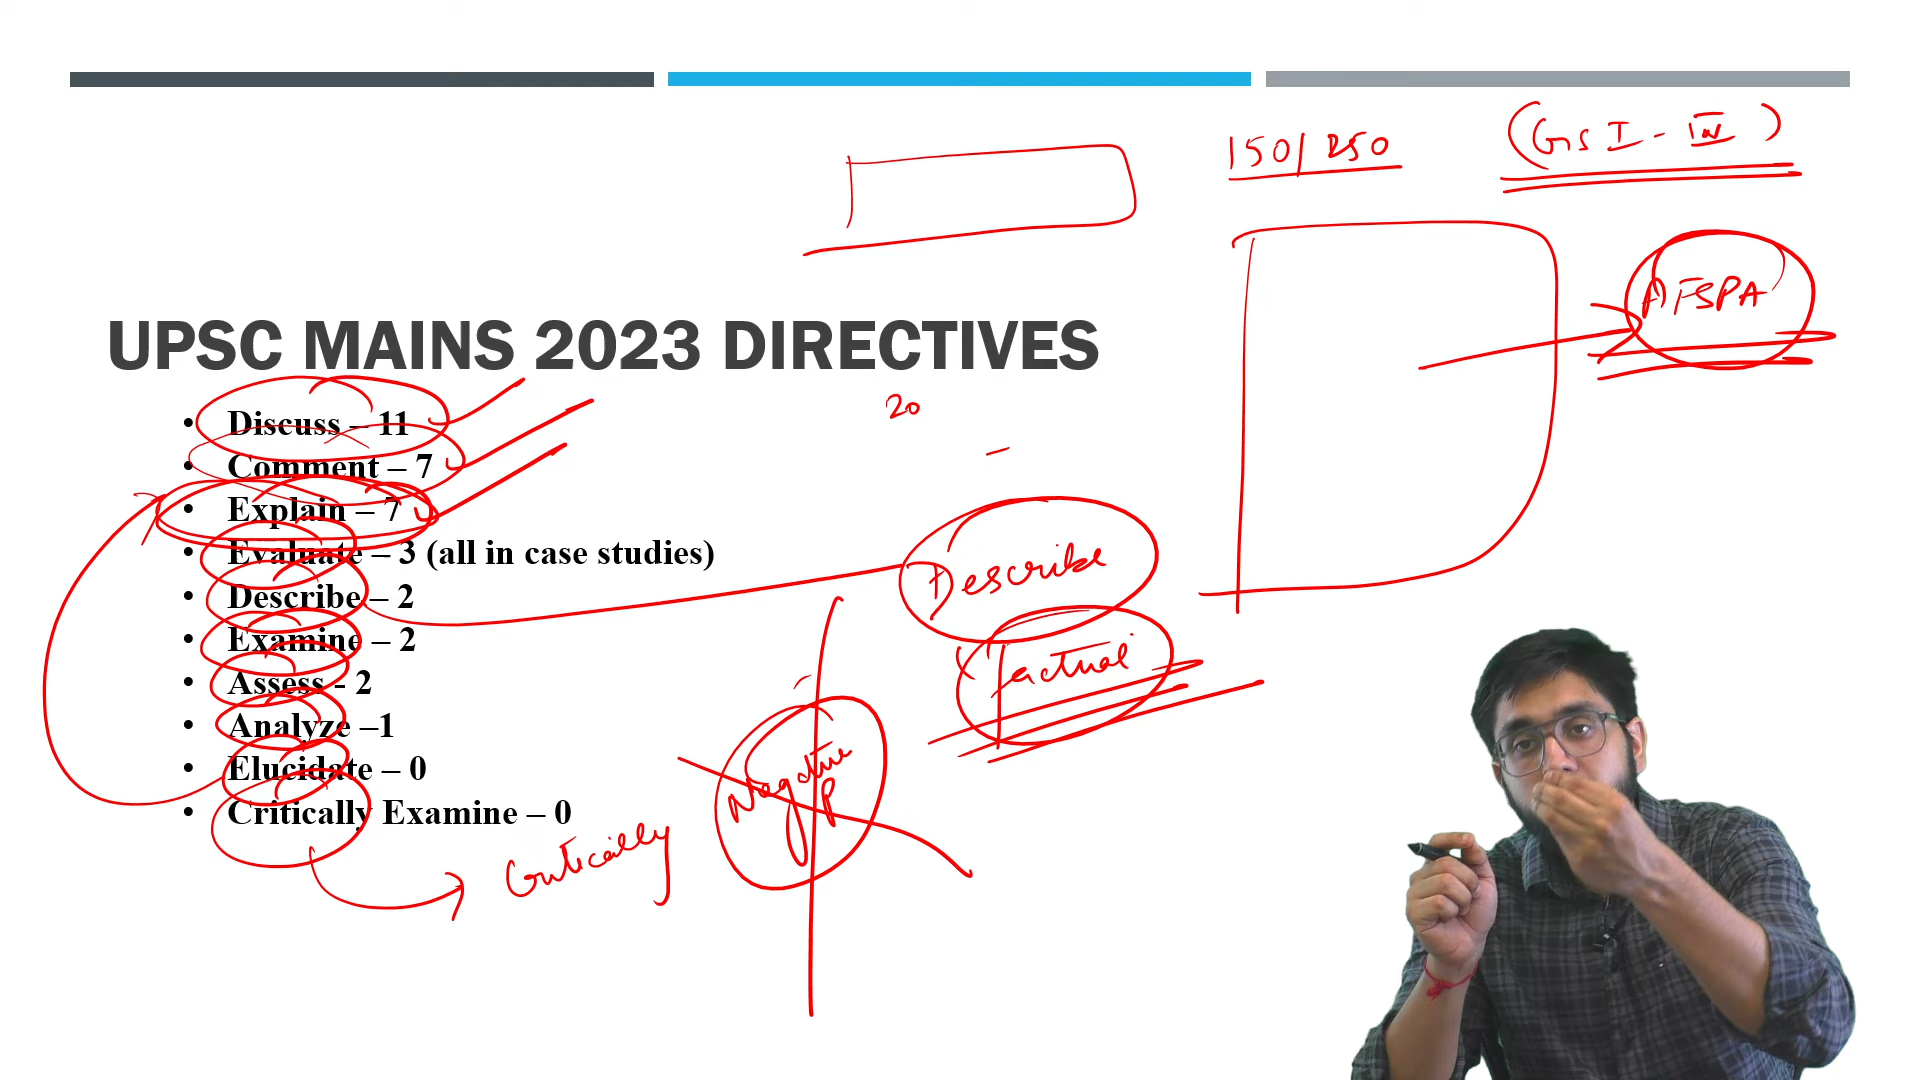 150/250
(GS I - IV)
AFSPA
UPSC MAINS 2023 DIRECTIVES
• Discuss – 11
20
• Comment – 7
• Explain – 7
• Evaluate – 3 (all in case studies)
Describe
• Describe – 2
• Examine – 2
factual
• Assess - 2
• Analyze –1
Negative
P
• Elucidate – 0
• Critically Examine – 0
Critically